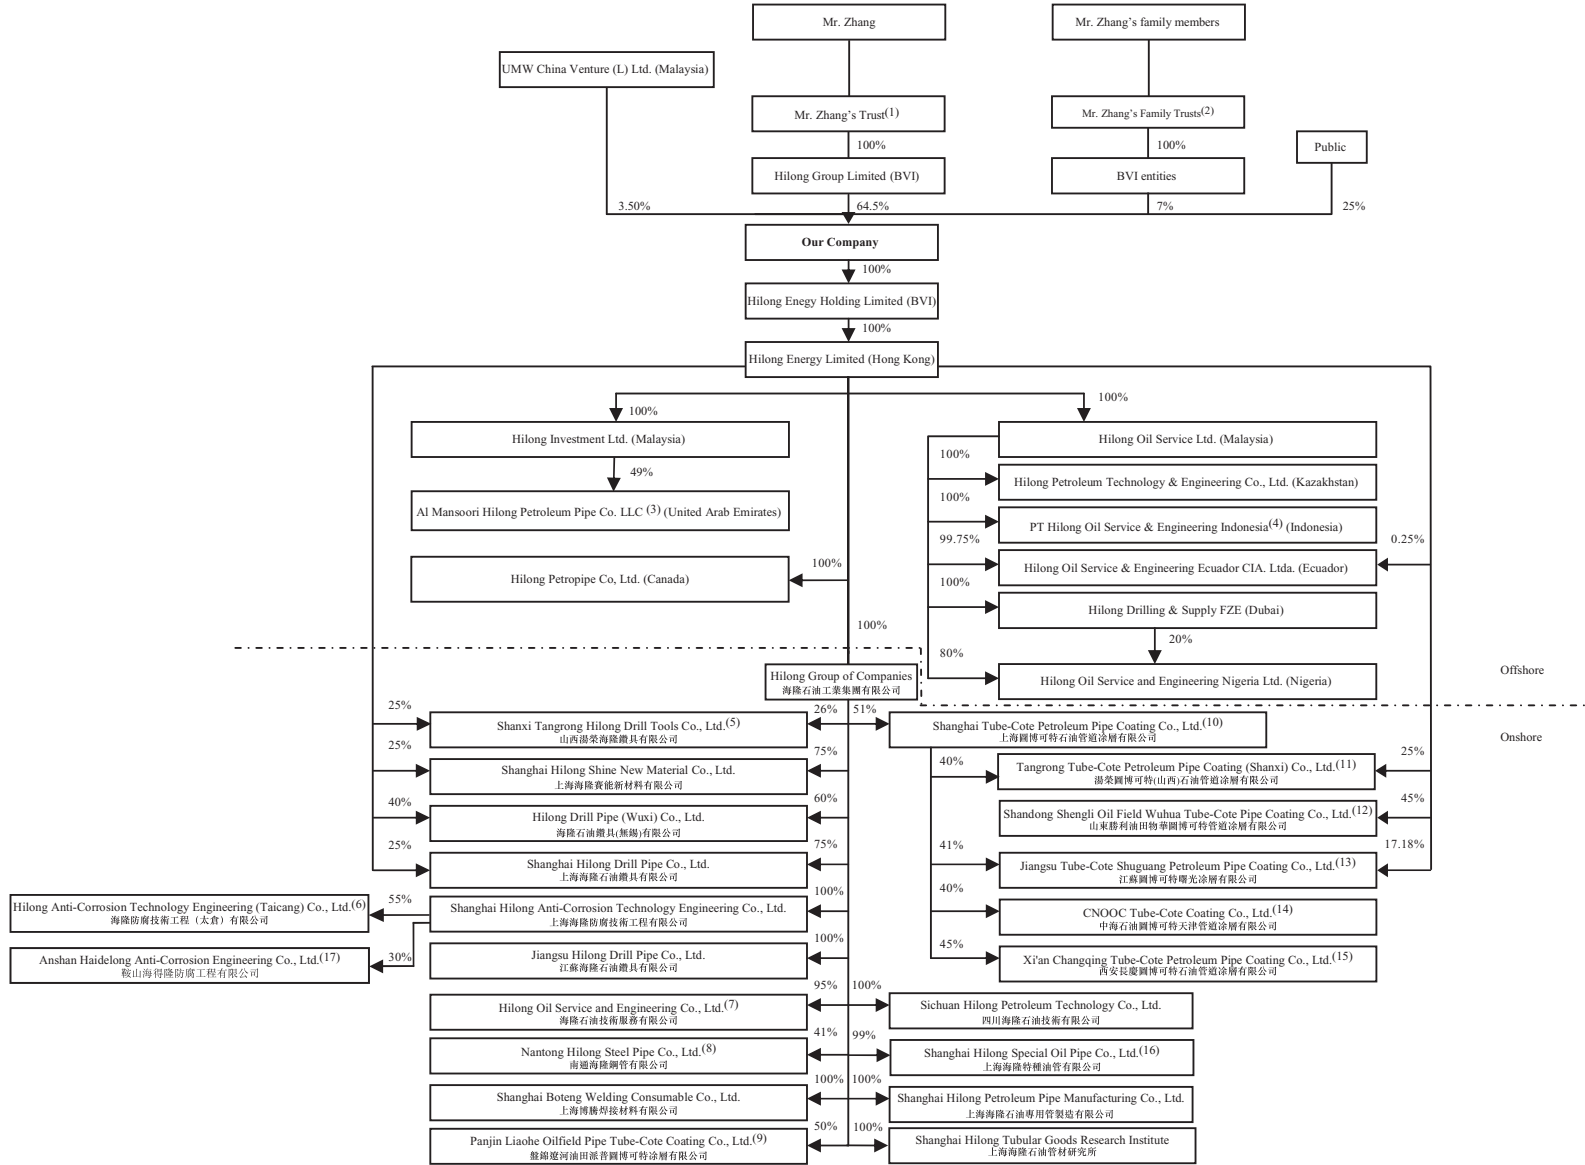 Mr. Zhang
Mr. Zhang's family members
UMW China Venture (L) Ltd. (Malaysia)
Mr. Zhang's Trust(1)
Mr. Zhang's Family Trusts(2)
100%
100%
Public
Hilong Group Limited (BVI)
BVI entities
3.50%
64.5%
7%
25%
Our Company
100%
Hilong Enegy Holding Limited (BVI)
100%
Hilong Energy Limited (Hong Kong)
100%
100%
Hilong Investment Ltd. (Malaysia)
Hilong Oil Service Ltd. (Malaysia)
49%
100%
Hilong Petroleum Technology & Engineering Co., Ltd. (Kazakhstan)
100%
Al Mansoori Hilong Petroleum Pipe Co. LLC (3) (United Arab Emirates)
PT Hilong Oil Service & Engineering Indonesia(4) (Indonesia)
99.75%
0.25%
100%
Hilong Oil Service & Engineering Ecuador CIA. Ltda. (Ecuador)
Hilong Petropipe Co, Ltd. (Canada)
100%
Hilong Drilling & Supply FZE (Dubai)
100%
20%
80%
Offshore
Hilong Group of Companies
海隆石油工業集團有限公司
Hilong Oil Service and Engineering Nigeria Ltd. (Nigeria)
Onshore
25%
Shanxi Tangrong Hilong Drill Tools Co., Ltd.(5)
山西湯榮海隆鑽具有限公司
26%
51%
Shanghai Tube-Cote Petroleum Pipe Coating Co., Ltd.(10)
上海圖博可特石油管道涂層有限公司
25%
Shanghai Hilong Shine New Material Co., Ltd.
上海海隆賽能新材料有限公司
75%
40%
Tangrong Tube-Cote Petroleum Pipe Coating (Shanxi) Co., Ltd.(11)
湯榮圖博可特(山西)石油管道涂層有限公司
25%
40%
Hilong Drill Pipe (Wuxi) Co., Ltd.
海隆石油鑽具(無錫)有限公司
60%
Shandong Shengli Oil Field Wuhua Tube-Cote Pipe Coating Co., Ltd.(12)
山東勝利油田物華圖博可特管道涂層有限公司
45%
25%
Shanghai Hilong Drill Pipe Co., Ltd.
上海海隆石油鑽具有限公司
75%
41%
Jiangsu Tube-Cote Shuguang Petroleum Pipe Coating Co., Ltd.(13)
江蘇圖博可特曙光涂層有限公司
17.18%
Hilong Anti-Corrosion Technology Engineering (Taicang) Co., Ltd.(6)
海隆防腐技術工程（太倉）有限公司
55%
Shanghai Hilong Anti-Corrosion Technology Engineering Co., Ltd.
上海海隆防腐技術工程有限公司
100%
40%
CNOOC Tube-Cote Coating Co., Ltd.(14)
中海石油圖博可特天津管道涂層有限公司
Anshan Haidelong Anti-Corrosion Engineering Co., Ltd.(17)
鞍山海得隆防腐工程有限公司
30%
Jiangsu Hilong Drill Pipe Co., Ltd.
江蘇海隆石油鑽具有限公司
100%
45%
Xi'an Changqing Tube-Cote Petroleum Pipe Coating Co., Ltd.(15)
西安長慶圖博可特石油管道涂層有限公司
Hilong Oil Service and Engineering Co., Ltd.(7)
海隆石油技術服務有限公司
95%
100%
Sichuan Hilong Petroleum Technology Co., Ltd.
四川海隆石油技術有限公司
Nantong Hilong Steel Pipe Co., Ltd.(8)
南通海隆鋼管有限公司
41%
99%
Shanghai Hilong Special Oil Pipe Co., Ltd.(16)
上海海隆特種油管有限公司
Shanghai Boteng Welding Consumable Co., Ltd.
上海博騰焊接材料有限公司
100%
100%
Shanghai Hilong Petroleum Pipe Manufacturing Co., Ltd.
上海海隆石油專用管製造有限公司
Panjin Liaohe Oilfield Pipe Tube-Cote Coating Co., Ltd.(9)
盤錦遼河油田派普圖博可特涂層有限公司
50%
100%
Shanghai Hilong Tubular Goods Research Institute
上海海隆石油管材研究所